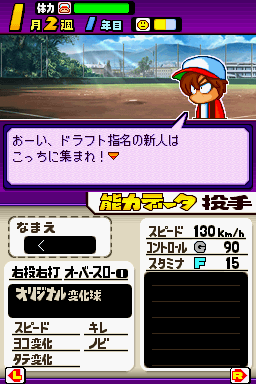 1月2週 体力 1年目
おーい、ドラフト指名の新人は
こっちに集まれ！
能力データ 投手
なまえ
く
右投右打 オーバースロー1
オリジナル変化球
スピード キレ
ヨコ変化 ノビ
タテ変化
スピード 130km/h
コントロール G 90
スタミナ F 15
L R